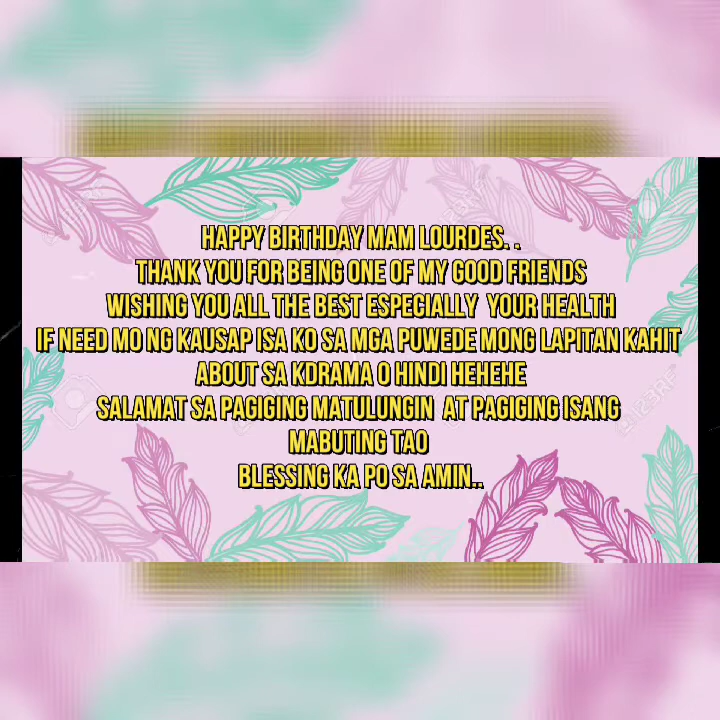 HAPPY BIRTHDAY MAM LOURDES. .
THANK YOU FOR BEING ONE OF MY GOOD FRIENDS
WISHING YOU ALL THE BEST ESPECIALLY YOUR HEALTH
IF NEED MO NG KAUSAP ISA KO SA MGA PUWEDE MONG LAPITAN KAHIT
ABOUT SA KDRAMA O HINDI HEHEHE
SALAMAT SA PAGIGING MATULUNGIN AT PAGIGING ISANG
MABUTING TAO
BLESSING KA PO SA AMIN..